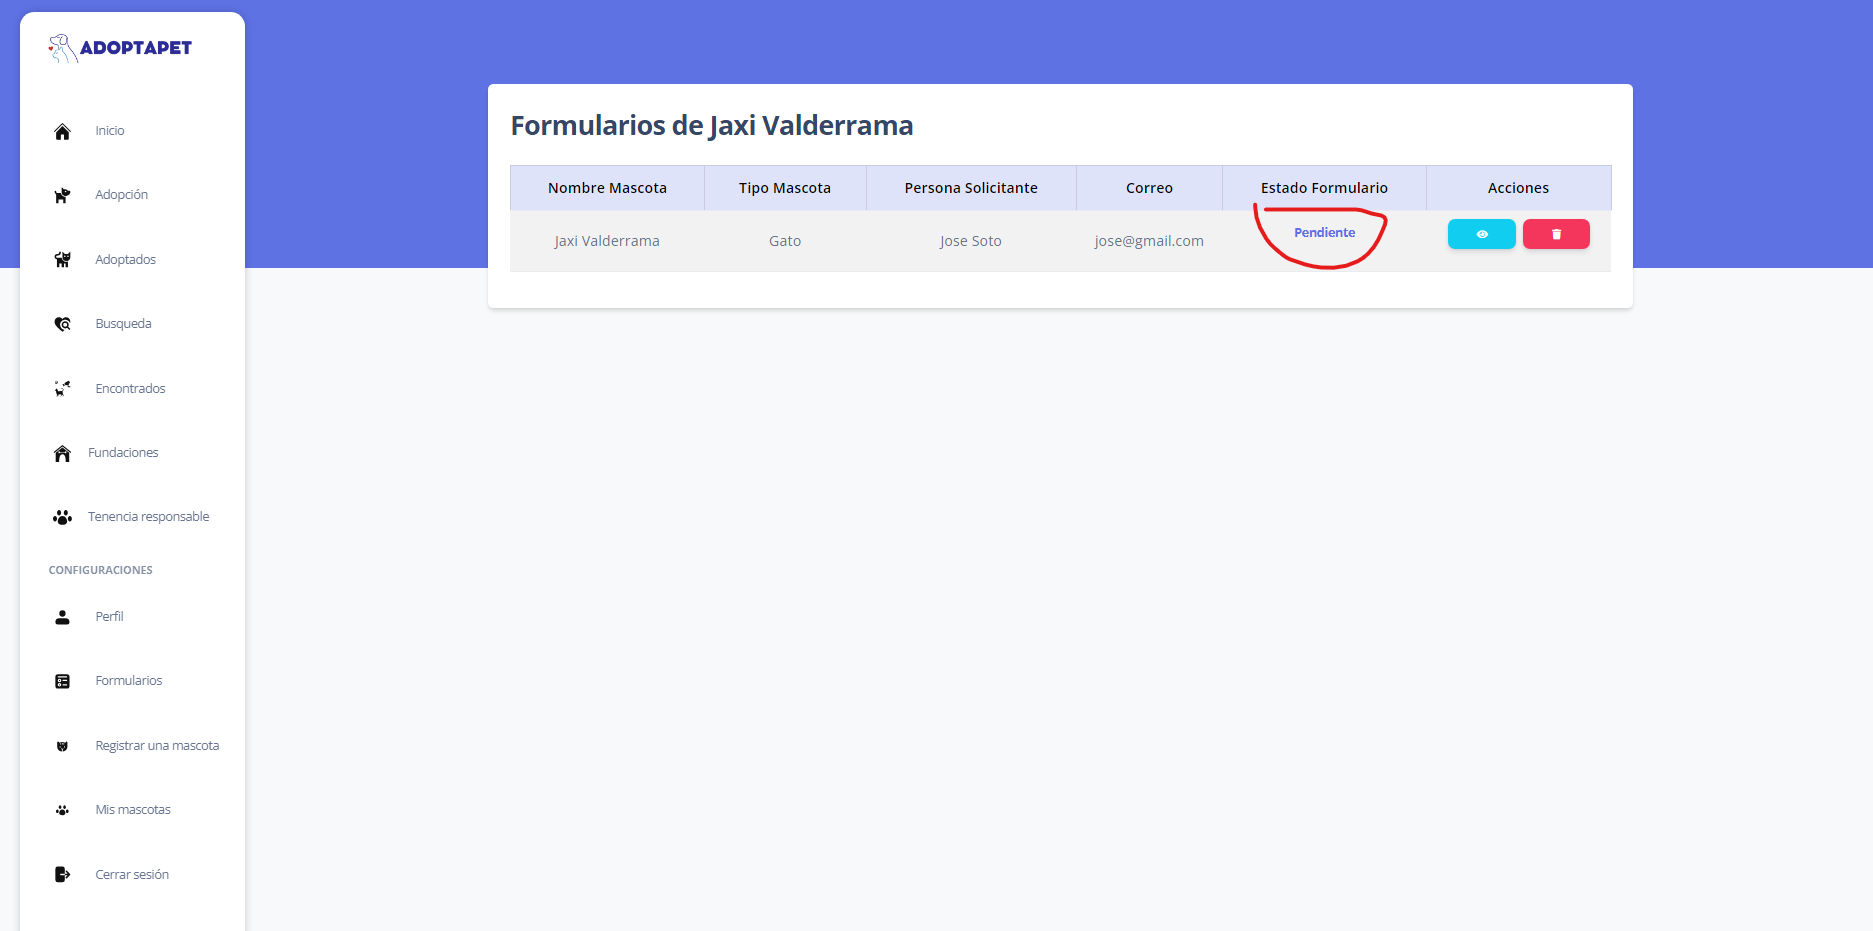 ADOPTAPET
Inicio
Adopción
Adoptados
Busqueda
Encontrados
Fundaciones
Tenencia responsable
CONFIGURACIONES
Perfil
Formularios
Registrar una mascota
Mis mascotas
Cerrar sesión
Formularios de Jaxi Valderrama
Nombre Mascota Tipo Mascota Persona Solicitante Correo Estado Formulario Acciones
Jaxi Valderrama Gato Jose Soto jose@gmail.com Pendiente